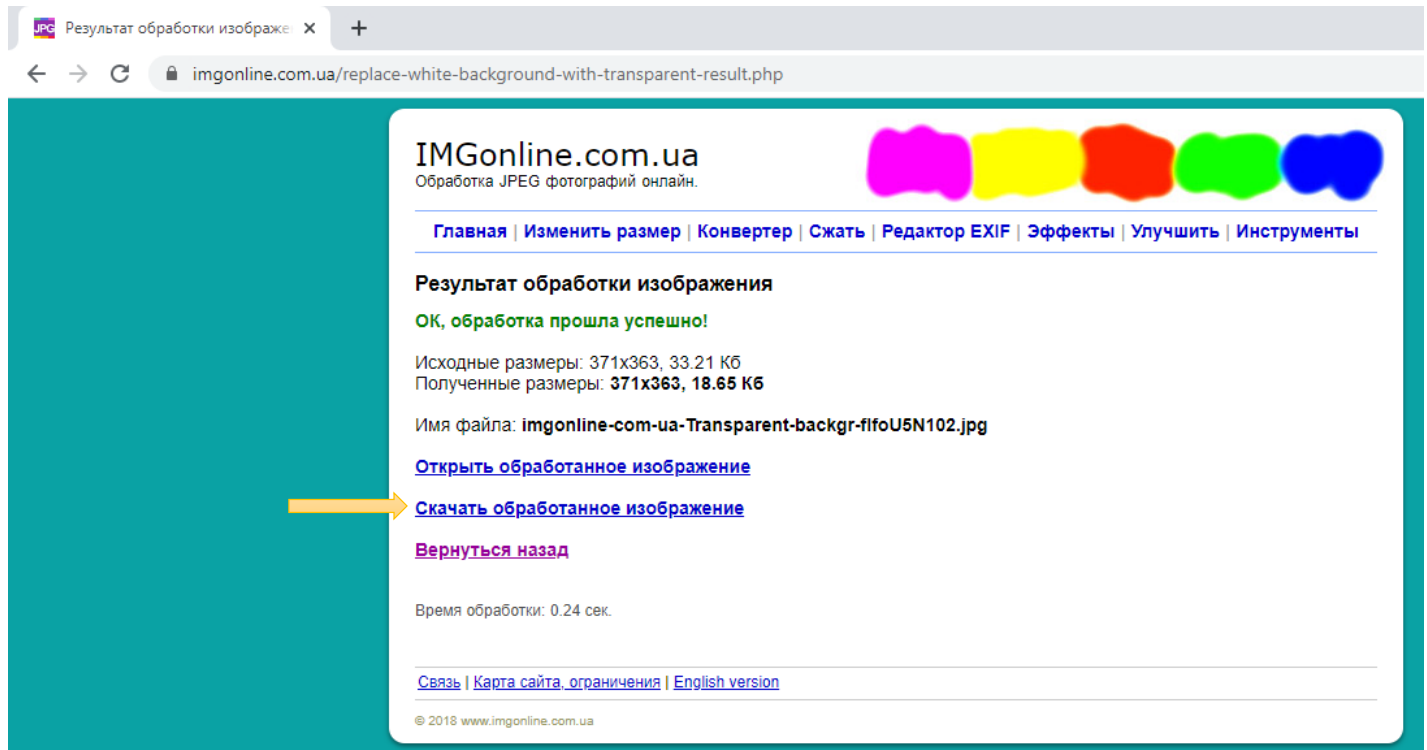 JPG Результат обработки изображе
imgonline.com.ua/replace-white-background-with-transparent-result.php
IMGonline.com.ua
Обработка JPEG фотографий онлайн.
Главная | Изменить размер | Конвертер | Сжать | Редактор EXIF | Эффекты | Улучшить | Инструменты
Результат обработки изображения
ОК, обработка прошла успешно!
Исходные размеры: 371x363, 33.21 Кб
Полученные размеры: 371x363, 18.65 Кб
Имя файла: imgonline-com-ua-Transparent-backgr-flfoU5N102.jpg
Открыть обработанное изображение
Скачать обработанное изображение
Вернуться назад
Время обработки: 0.24 сек.
Связь | Карта сайта, ограничения | English version
© 2018 www.imgonline.com.ua